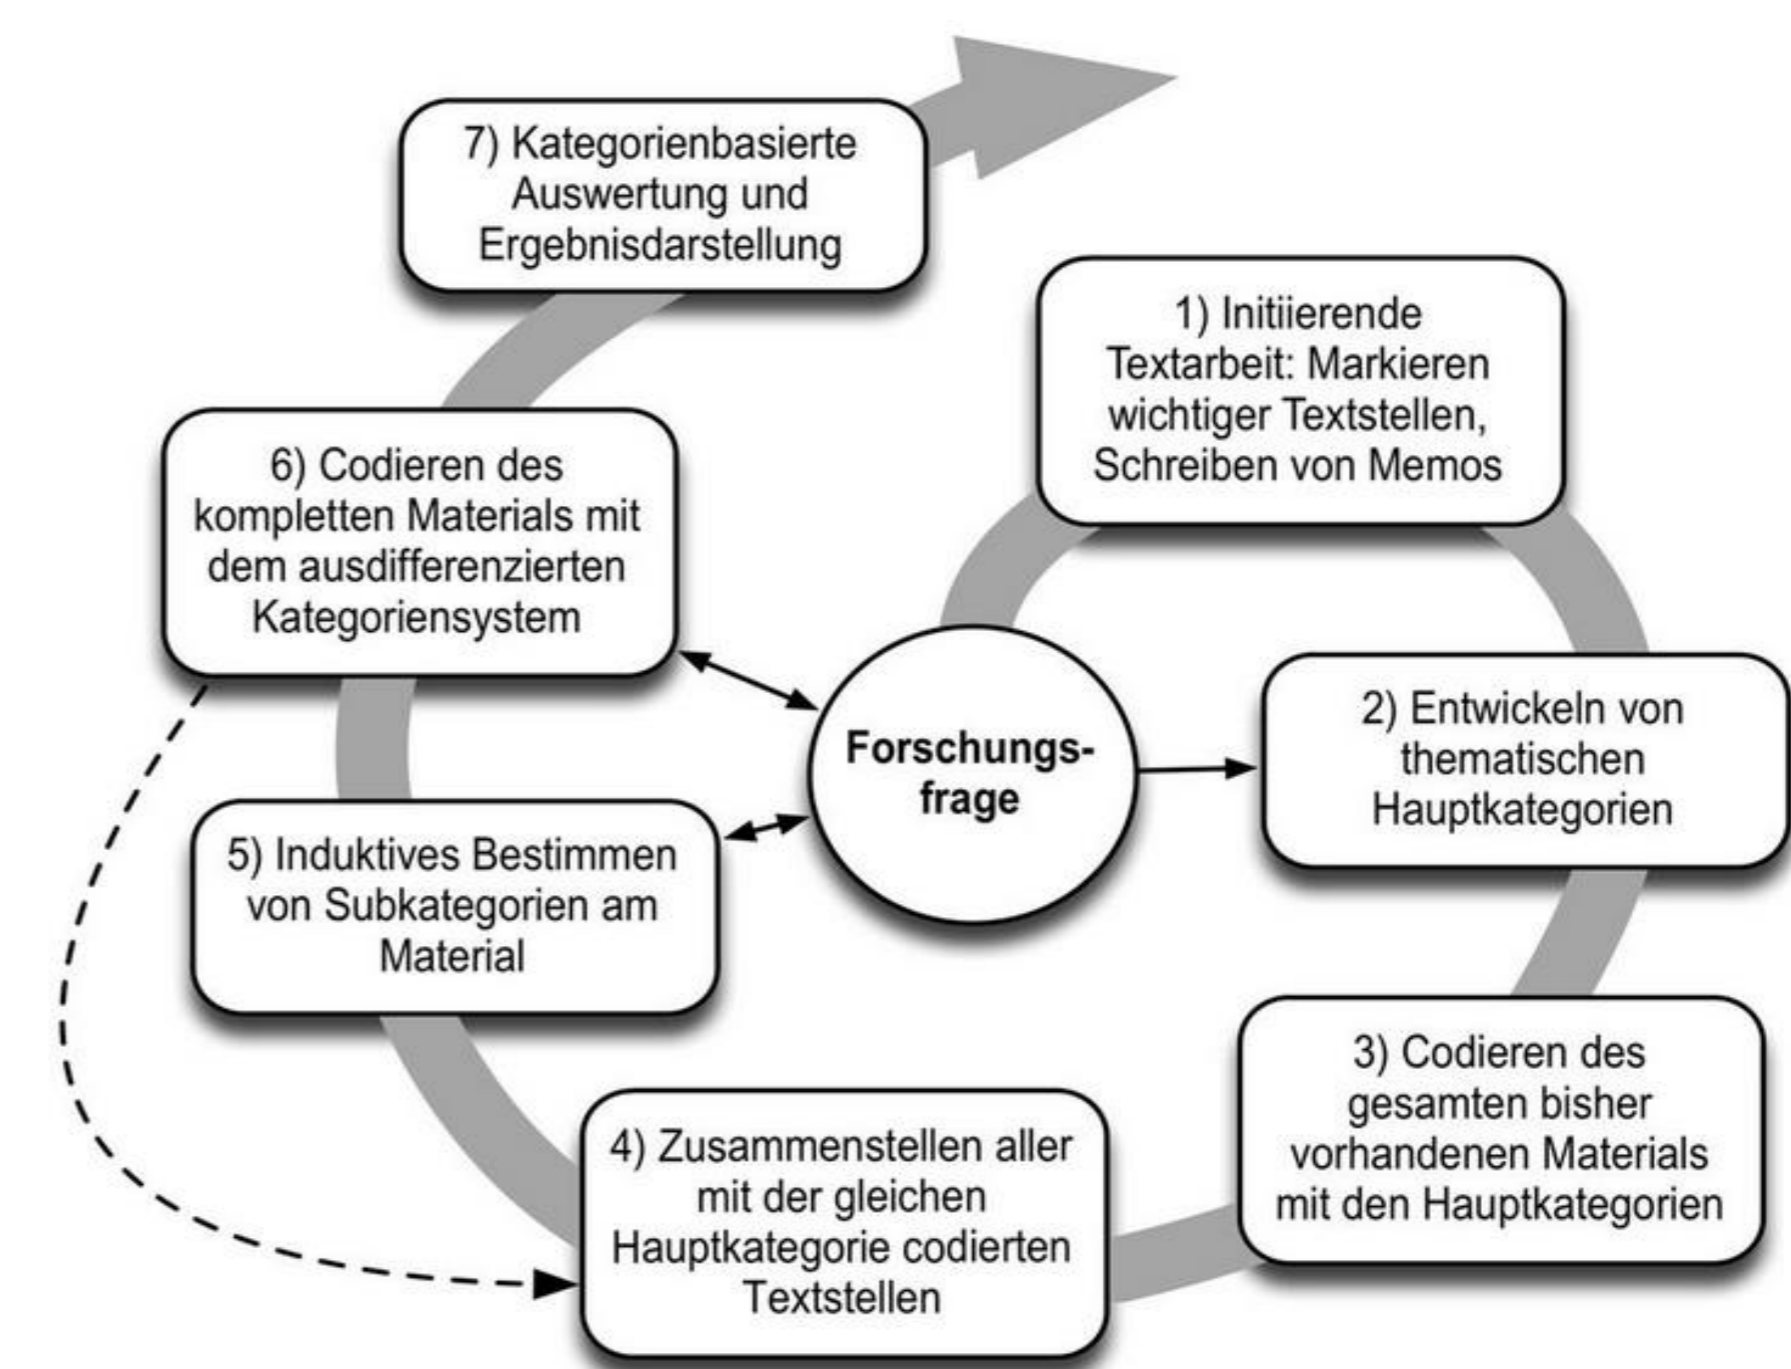 7) Kategorienbasierte
Auswertung und
Ergebnisdarstellung
1) Initiierende
Textarbeit: Markieren
wichtiger Textstellen,
Schreiben von Memos
6) Codieren des
kompletten Materials mit
dem ausdifferenzierten
Kategoriensystem
Forschungs-
frage
2) Entwickeln von
thematischen
Hauptkategorien
5) Induktives Bestimmen
von Subkategorien am
Material
3) Codieren des
gesamten bisher
vorhandenen Materials
mit den Hauptkategorien
4) Zusammenstellen aller
mit der gleichen
Hauptkategorie codierten
Textstellen